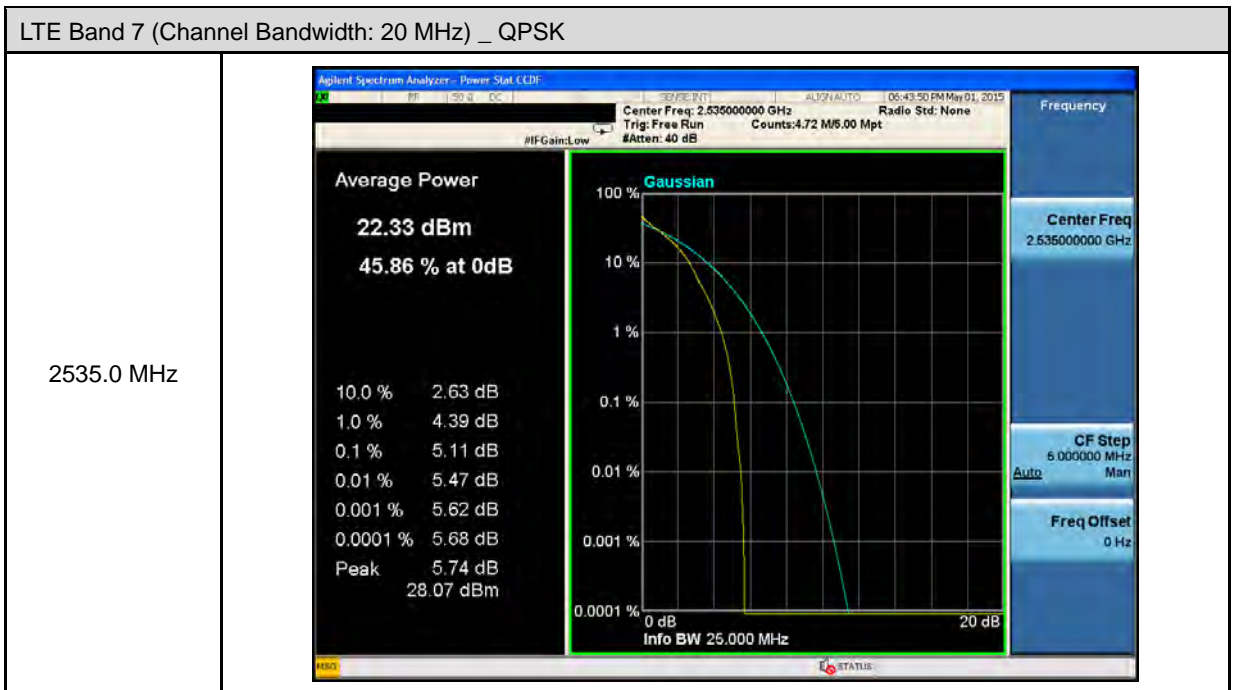 LTE Band 7 (Channel Bandwidth: 20 MHz) _ QPSK
2535.0 MHz
Agilent Spectrum Analyzer - Power Stat CCDF
RF 50 Ω DC SENSE:INT ALIGN AUTO 06:43:50 PM May 01, 2015
Center Freq: 2.535000000 GHz Radio Std: None
Trig: Free Run Counts:4.72 M/5.00 Mpt
#IFGain:Low #Atten: 40 dB
Average Power
22.33 dBm
45.86 % at 0dB
10.0 % 2.63 dB
1.0 % 4.39 dB
0.1 % 5.11 dB
0.01 % 5.47 dB
0.001 % 5.62 dB
0.0001 % 5.68 dB
Peak 5.74 dB
28.07 dBm
Gaussian
100 %
10 %
1 %
0.1 %
0.01 %
0.001 %
0.0001 %
0 dB 20 dB
Info BW 25.000 MHz
Frequency
Center Freq
2.535000000 GHz
CF Step
5.000000 MHz
Auto Man
Freq Offset
0 Hz
MSG STATUS